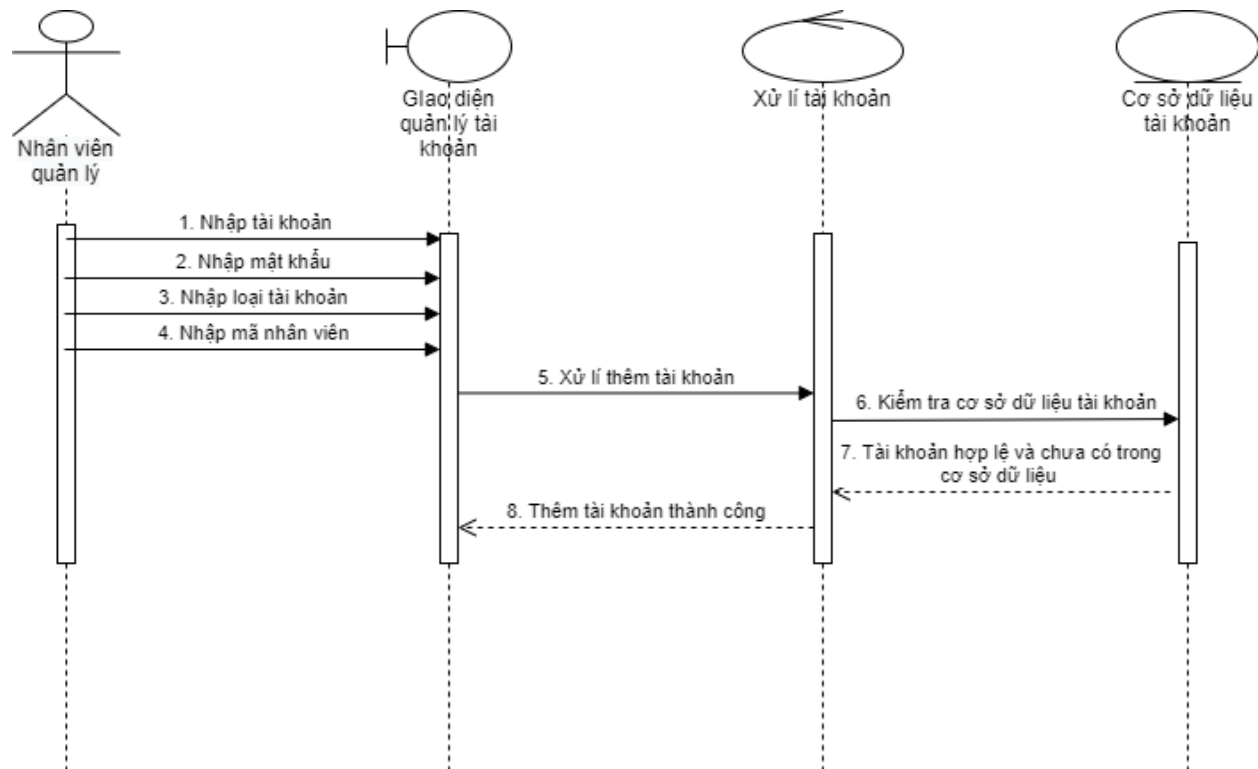 Nhân viên
quản lý
GIao diện
quản lý tài
khoản
Xử lí tài khoản
Cơ sở dữ liệu
tài khoản
1. Nhập tài khoản
2. Nhập mật khẩu
3. Nhập loại tài khoản
4. Nhập mã nhân viên
5. Xử lí thêm tài khoản
6. Kiểm tra cơ sở dữ liệu tài khoản
7. Tài khoản hợp lệ và chưa có trong
cơ sở dữ liệu
8. Thêm tài khoản thành công